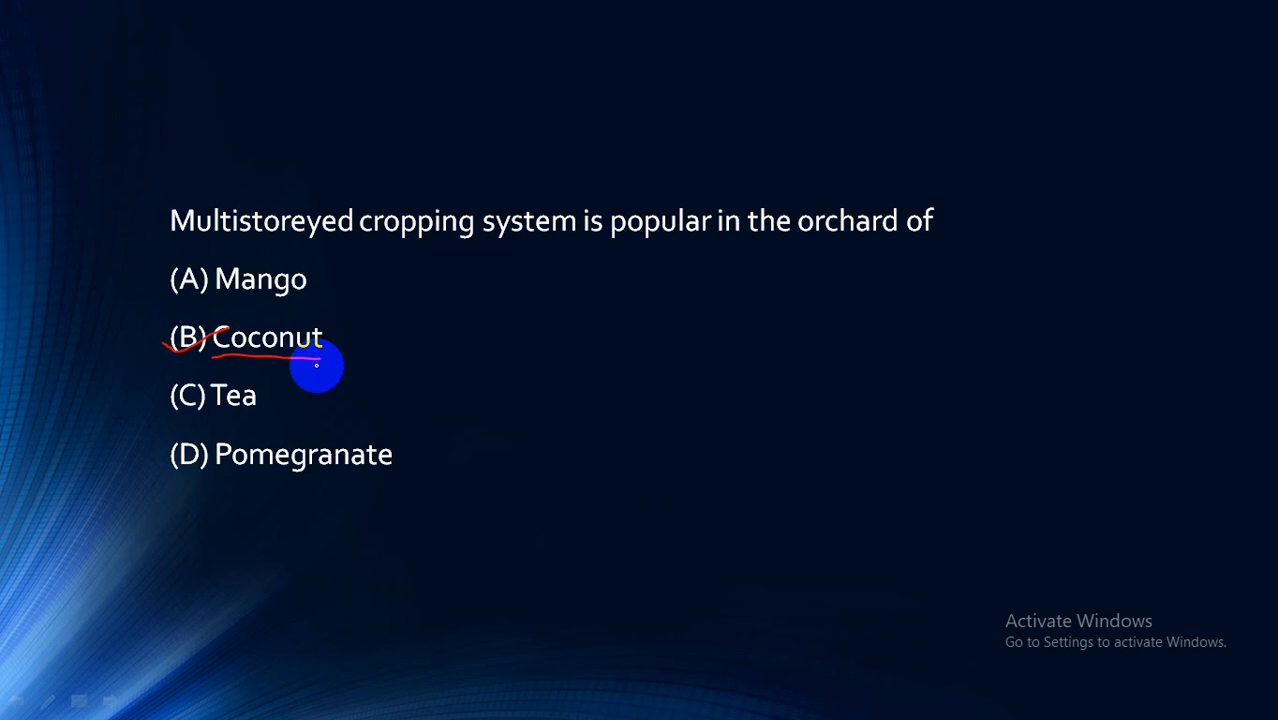 Multistoreyed cropping system is popular in the orchard of
(A) Mango
(B) Coconut
(C) Tea
(D) Pomegranate
Activate Windows
Go to Settings to activate Windows.